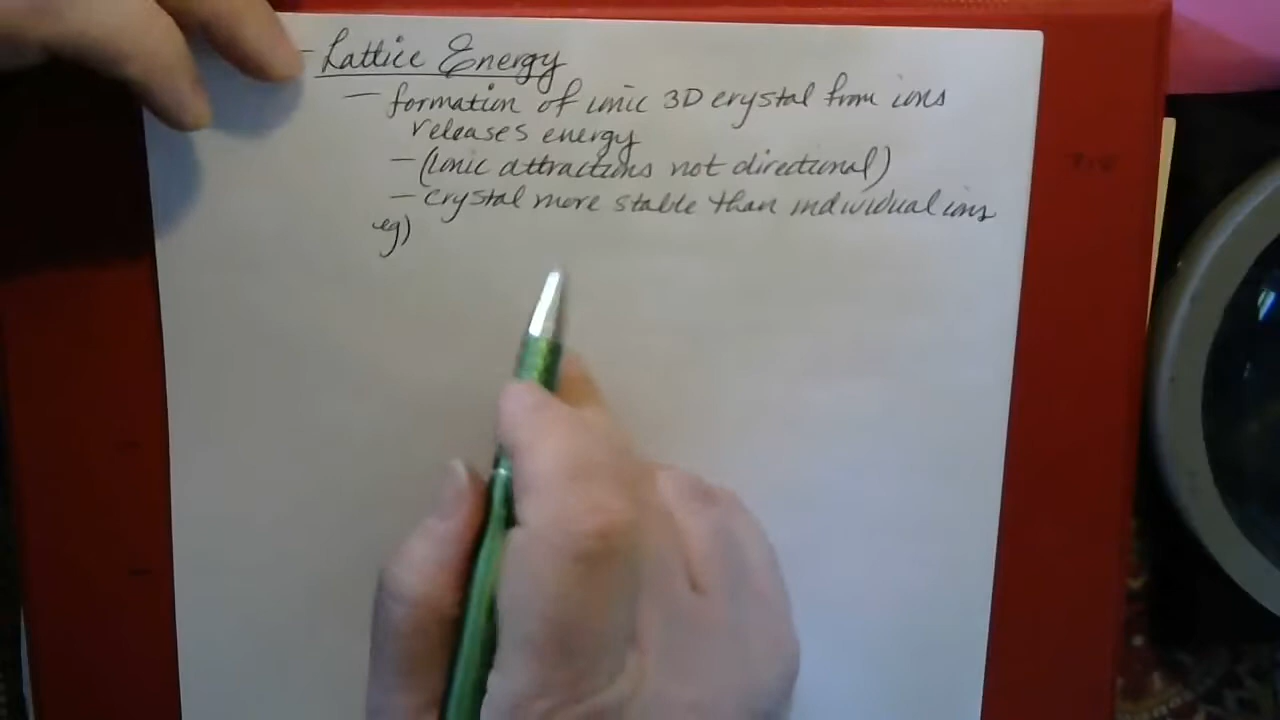 - Lattice Energy
- formation of ionic 3D crystal from ions
releases energy
- (ionic attractions not directional)
- crystal more stable than individual ions
eg)